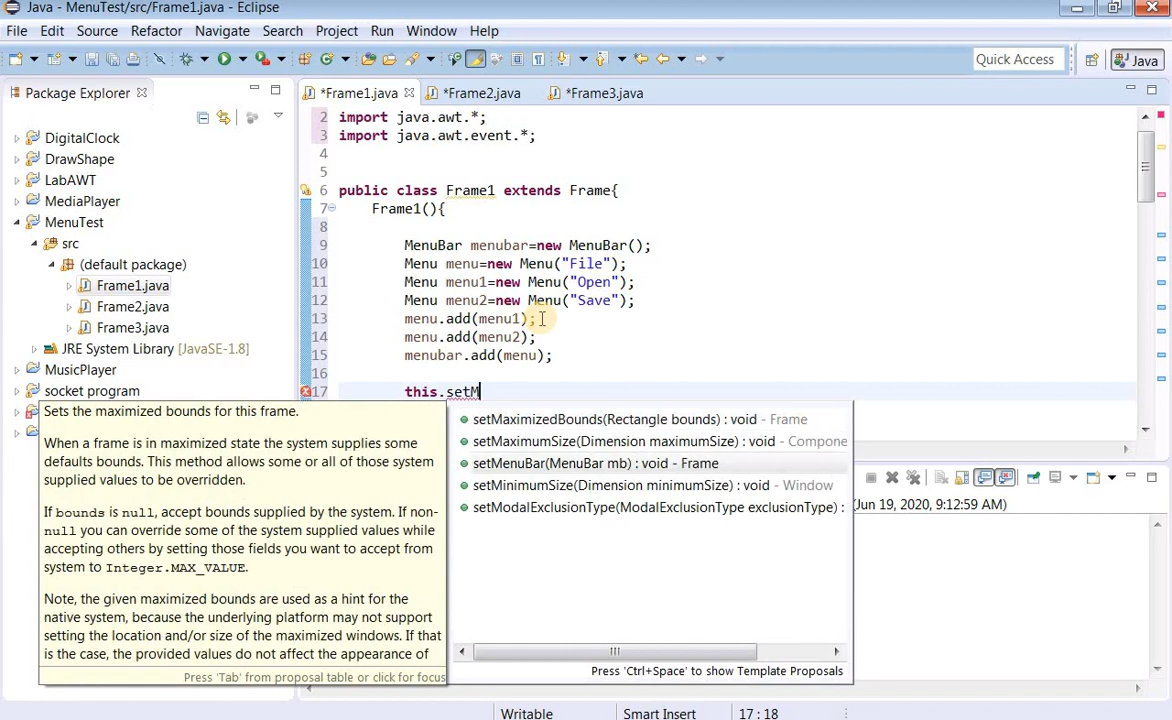 Java - MenuTest/src/Frame1.java - Eclipse
File Edit Source Refactor Navigate Search Project Run Window Help
Quick Access
Java
Package Explorer
*Frame1.java *Frame2.java *Frame3.java
DigitalClock
DrawShape
LabAWT
MediaPlayer
MenuTest
src
(default package)
Frame1.java
Frame2.java
Frame3.java
JRE System Library [JavaSE-1.8]
MusicPlayer
socket program
2 import java.awt.*;
3 import java.awt.event.*;
4
5
6 public class Frame1 extends Frame{
7 Frame1(){
8
9 MenuBar menubar=new MenuBar();
10 Menu menu=new Menu("File");
11 Menu menu1=new Menu("Open");
12 Menu menu2=new Menu("Save");
13 menu.add(menu1);
14 menu.add(menu2);
15 menubar.add(menu);
16
17 this.setM
Sets the maximized bounds for this frame.
When a frame is in maximized state the system supplies some
defaults bounds. This method allows some or all of those system
supplied values to be overridden.
If bounds is null, accept bounds supplied by the system. If non-
null you can override some of the system supplied values while
accepting others by setting those fields you want to accept from
system to Integer.MAX_VALUE.
Note, the given maximized bounds are used as a hint for the
native system, because the underlying platform may not support
setting the location and/or size of the maximized windows. If that
is the case, the provided values do not affect the appearance of
Press 'Tab' from proposal table or click for focus
setMaximizedBounds(Rectangle bounds) : void - Frame
setMaximumSize(Dimension maximumSize) : void - Compone
setMenuBar(MenuBar mb) : void - Frame
setMinimumSize(Dimension minimumSize) : void - Window
setModalExclusionType(ModalExclusionType exclusionType) :
Press 'Ctrl+Space' to show Template Proposals
(Jun 19, 2020, 9:12:59 AM)
Writable Smart Insert 17 : 18